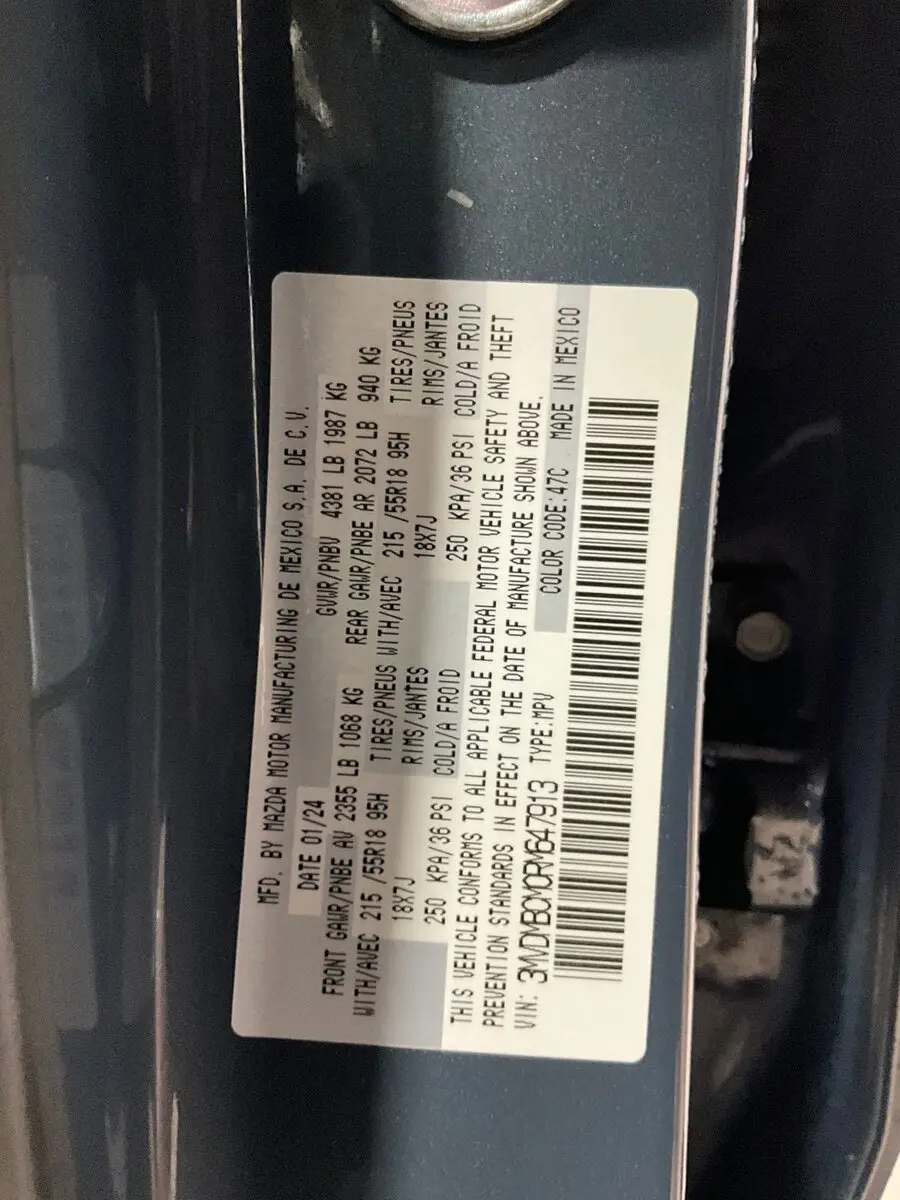 MFD. BY MAZDA MOTOR MANUFACTURING DE MEXICO S.A. DE C.V.
DATE 01/24 GVWR/PNBV 4381 LB 1987 KG
FRONT GAWR/PNBE AV 2355 LB 1068 KG REAR GAWR/PNBE AR 2072 LB 940 KG
WITH/AVEC 215 /55R18 95H TIRES/PNEUS WITH/AVEC 215 /55R18 95H TIRES/PNEUS
18X7J RIMS/JANTES 18X7J RIMS/JANTES
250 KPA/36 PSI COLD/A FROID 250 KPA/36 PSI COLD/A FROID
THIS VEHICLE CONFORMS TO ALL APPLICABLE FEDERAL MOTOR VEHICLE SAFETY AND THEFT
PREVENTION STANDARDS IN EFFECT ON THE DATE OF MANUFACTURE SHOWN ABOVE.
VIN: TYPE:MPV COLOR CODE:47C MADE IN MEXICO